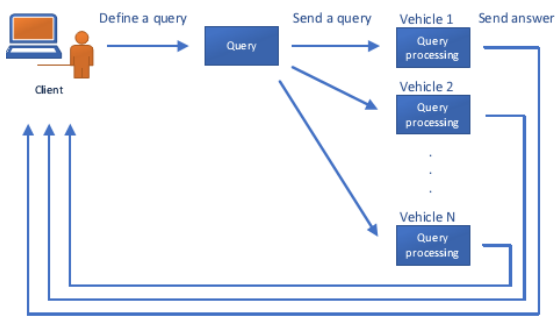 Define a query
Send a query
Vehicle 1
Send answer
Query
Query
processing
Client
Vehicle 2
Query
processing
.
.
.
Vehicle N
Query
processing